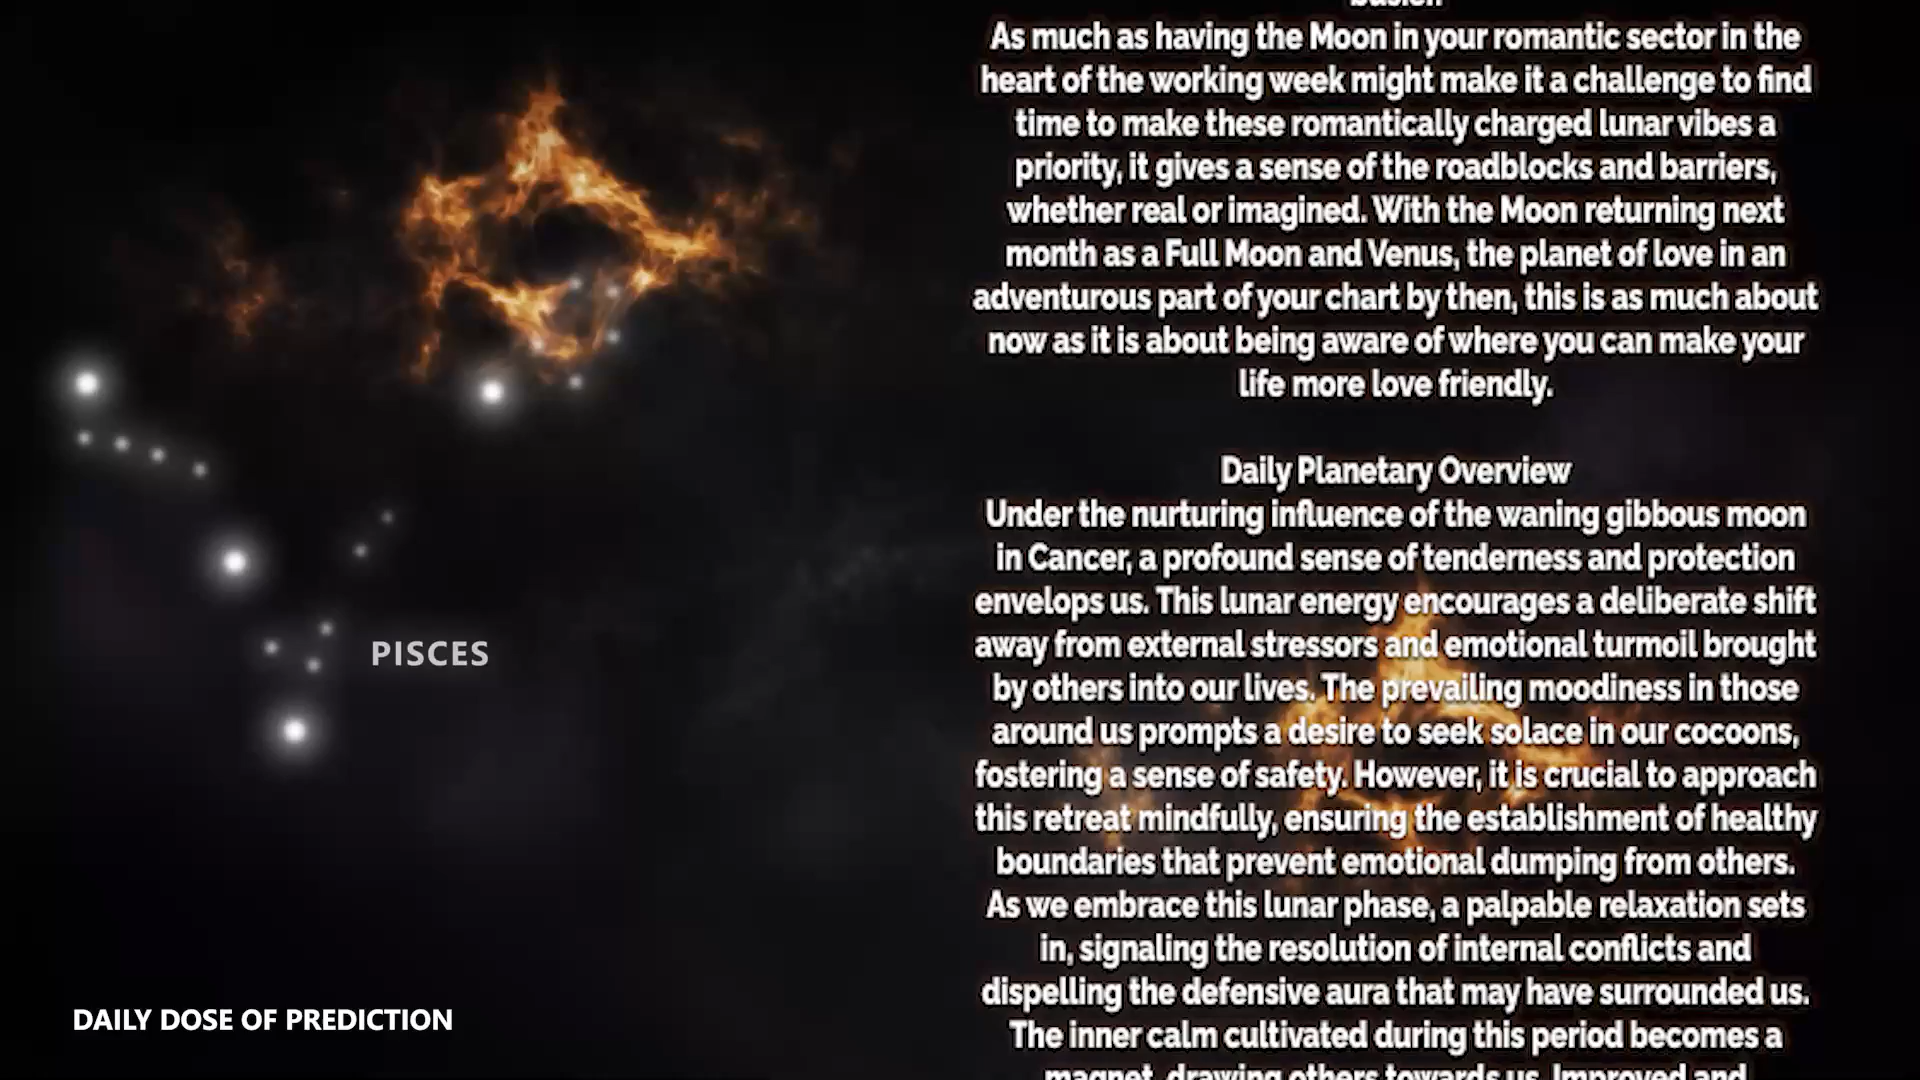 As much as having the Moon in your romantic sector in the
heart of the working week might make it a challenge to find
time to make these romantically charged lunar vibes a
priority, it gives a sense of the roadblocks and barriers,
whether real or imagined. With the Moon returning next
month as a Full Moon and Venus, the planet of love in an
adventurous part of your chart by then, this is as much about
now as it is about being aware of where you can make your
life more love friendly.
Daily Planetary Overview
Under the nurturing influence of the waning gibbous moon
in Cancer, a profound sense of tenderness and protection
envelops us. This lunar energy encourages a deliberate shift
away from external stressors and emotional turmoil brought
by others into our lives. The prevailing moodiness in those
around us prompts a desire to seek solace in our cocoons,
fostering a sense of safety. However, it is crucial to approach
this retreat mindfully, ensuring the establishment of healthy
boundaries that prevent emotional dumping from others.
As we embrace this lunar phase, a palpable relaxation sets
in, signaling the resolution of internal conflicts and
dispelling the defensive aura that may have surrounded us.
The inner calm cultivated during this period becomes a
magnet, drawing others towards us. Improved and
PISCES
DAILY DOSE OF PREDICTION